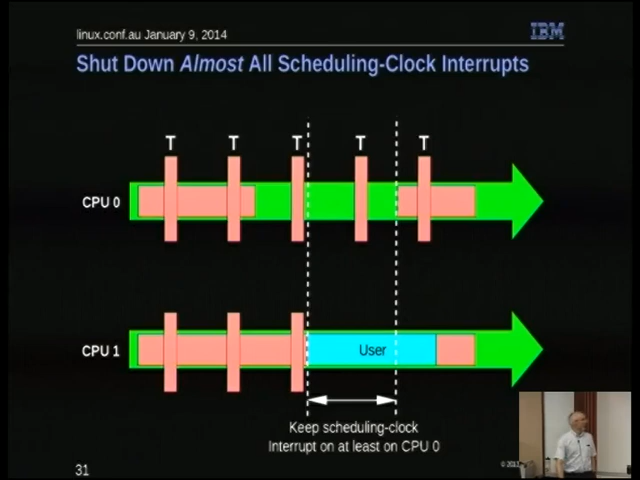 linux.conf.au January 9, 2014
IBM
Shut Down Almost All Scheduling-Clock Interrupts
T T T T T
CPU 0
CPU 1
User
Keep scheduling-clock
Interrupt on at least on CPU 0
31